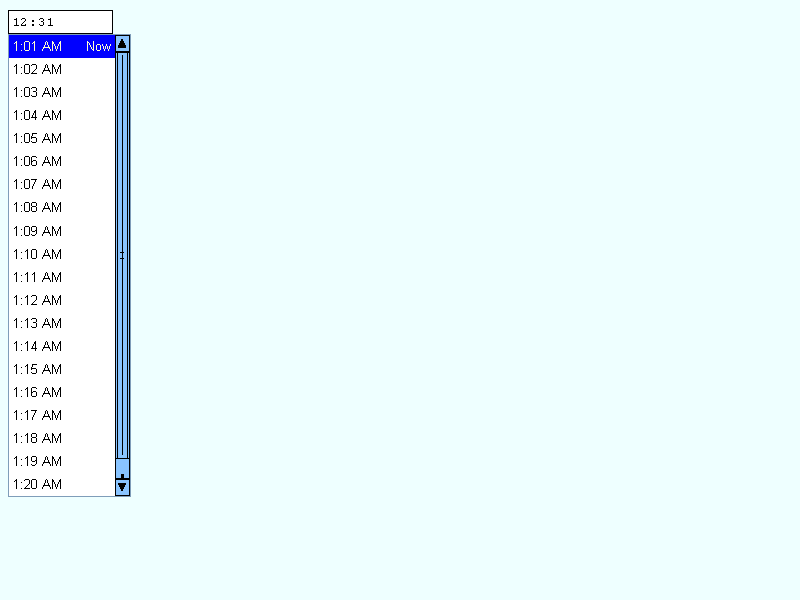 12:31
1:01 AM Now
1:02 AM
1:03 AM
1:04 AM
1:05 AM
1:06 AM
1:07 AM
1:08 AM
1:09 AM
1:10 AM
1:11 AM
1:12 AM
1:13 AM
1:14 AM
1:15 AM
1:16 AM
1:17 AM
1:18 AM
1:19 AM
1:20 AM